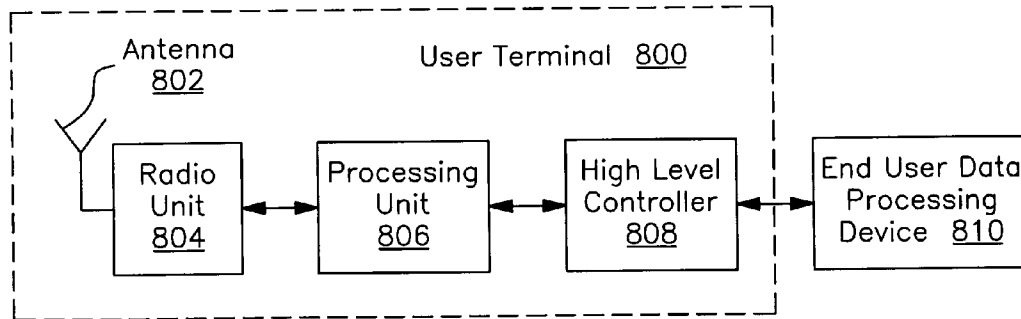 Antenna
802
User Terminal 800
Radio
Unit
804
Processing
Unit
806
High Level
Controller
808
End User Data
Processing
Device 810